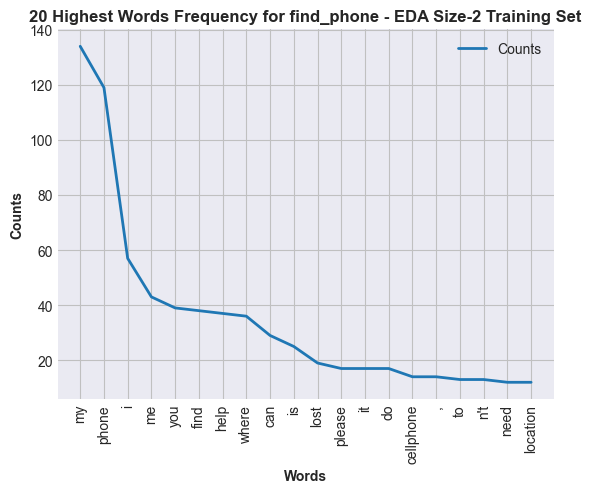 20 Highest Words Frequency for find_phone - EDA Size-2 Training Set
140
120
100
80
60
40
20
Counts
Counts
my
phone
i
me
you
find
help
where
can
is
lost
please
it
do
cellphone
,
to
n't
need
location
Words